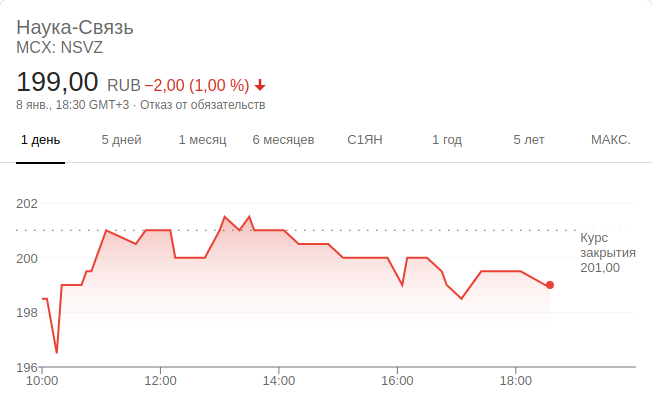 Наука-Связь
MCX: NSVZ
199,00 RUB −2,00 (1,00 %)
8 янв., 18:30 GMT+3 · Отказ от обязательств
1 день 5 дней 1 месяц 6 месяцев С1ЯН 1 год 5 лет МАКС.
202
Курс
закрытия
201,00
200
198
196
10:00 12:00 14:00 16:00 18:00